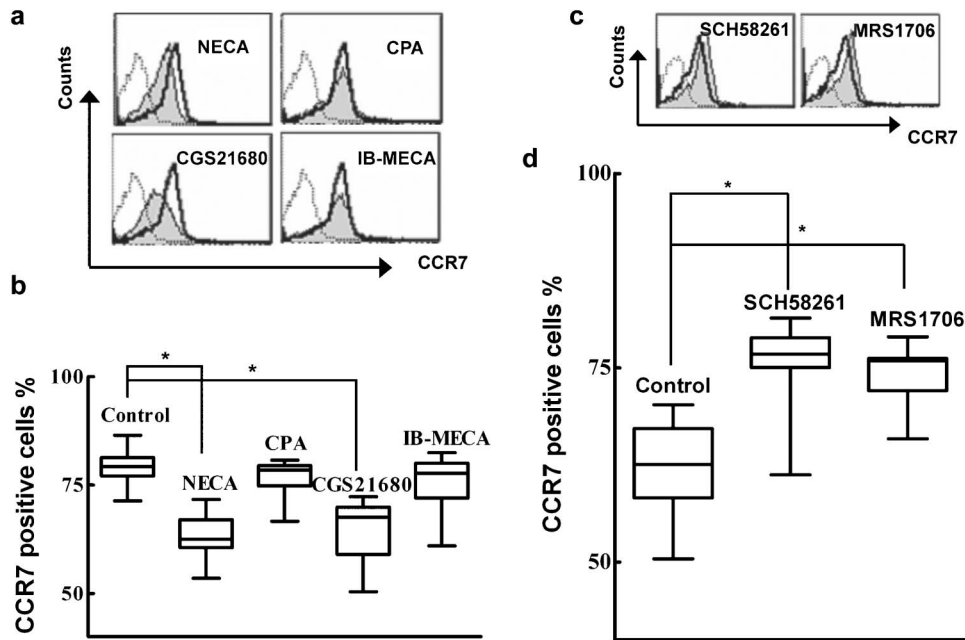 a
NECA
CPA
Counts
CGS21680
IB-MECA
CCR7
b
CCR7 positive cells %
100
75
50
*
*
Control
NECA
CPA
CGS21680
IB-MECA
c
SCH58261
MRS1706
Counts
CCR7
d
CCR7 positive cells %
100
75
50
*
*
Control
SCH58261
MRS1706